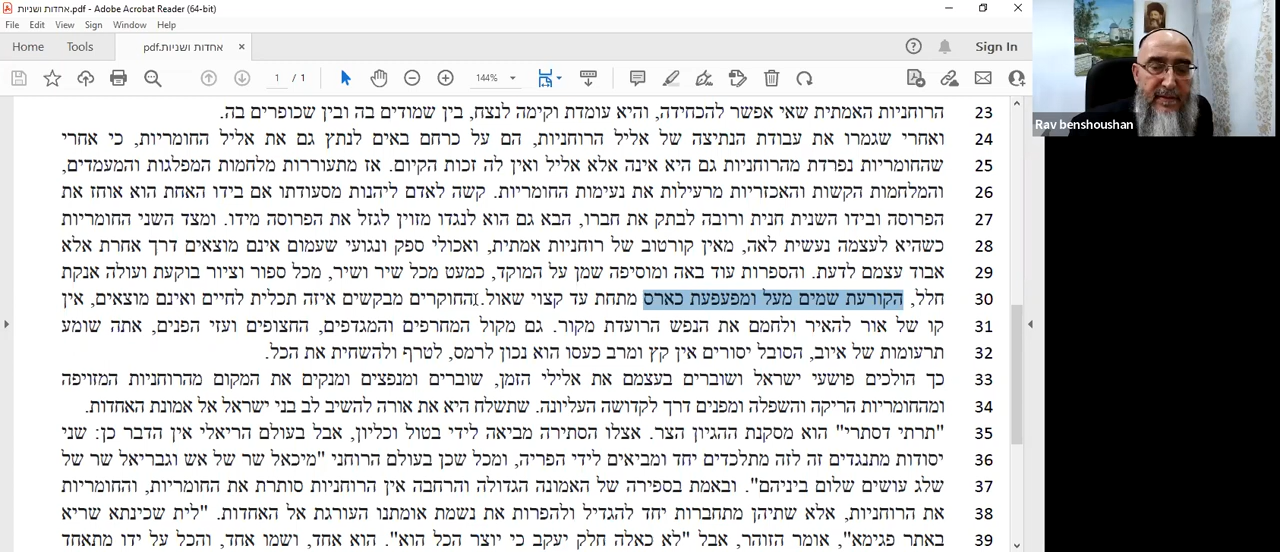 אחדות ושניות.pdf - Adobe Acrobat Reader (64-bit)
File Edit View Sign Window Help
Home Tools אחדות ושניות.pdf × Sign In
1 / 1 144%
23 הרוחניות האמתית שאי אפשר להכחידה, והיא עומדת וקימה לנצח, בין שמודים בה ובין שכופרים בה.
24 ואחרי שגמרו את עבודת הנתיצה של אליל הרוחניות, הם על כרחם באים לנתץ גם את אליל החומריות, כי אחרי
25 שהחומריות נפרדת מהרוחניות גם היא אינה אלא אליל ואין לה זכות הקיום. אז מתעוררות מלחמות המפלגות והמעמדים,
26 והמלחמות הקשות והאכזריות מרעילות את נעימות החומריות. קשה לאדם ליהנות מסעודתו אם בידו האחת הוא אוחז את
27 הפרוסה ובידו השנית חנית ורובה לבתק את חברו, הבא גם הוא לנגדו מזוין לגזל את הפרוסה מידו. ומצד השני החומריות
28 כשהיא לעצמה נעשית לאה, מאין קורטוב של רוחניות אמתית, ואכולי ספק ונגועי שעמום אינם מוצאים דרך אחרת אלא
29 אבוד עצמם לדעת. והספרות עוד באה ומוסיפה שמן על המוקד, כמעט מכל שיר ושיר, מכל ספור וציור בוקעת ועולה אנקת
30 חלל, הקורעת שמים מעל ומפעפעת כארס מתחת עד קצוי שאול. החוקרים מבקשים איזה תכלית לחיים ואינם מוצאים, אין
31 קו של אור להאיר ולחמם את הנפש הרועדת מקור. גם מקול המחרפים והמגדפים, החצופים ועזי הפנים, אתה שומע
32 תרעומות של איוב, הסובל יסורים אין קץ ומרב כעסו הוא נכון לרמס, לטרף ולהשחית את הכל.
33 כך הולכים פושעי ישראל ושוברים בעצמם את אלילי הזמן, שוברים ומנפצים ומנקים את המקום מהרוחניות המזויפה
34 ומהחומריות הריקה והשפלה ומפנים דרך לקדושה העליונה. שתשלח היא את אורה להשיב לב בני ישראל אל אמונת האחדות.
35 "תרתי דסתרי" הוא מסקנת ההגיון הצר. אצלו הסתירה מביאה לידי בטול וכליון, אבל בעולם הריאלי אין הדבר כן: שני
36 יסודות מתנגדים זה לזה מתלכדים יחד ומביאים לידי הפריה, ומכל שכן בעולם הרוחני "מיכאל שר של אש וגבריאל שר של
37 שלג עושים שלום ביניהם". ובאמת בספירה של האמונה הגדולה והרחבה אין הרוחניות סותרת את החומריות, והחומריות
38 את הרוחניות, אלא שתיהן מתחברות יחד להגדיל ולהפרות את נשמת אומתנו העורגת אל האחדות. "לית שכינתא שריא
39 באתר פגימא", אומר הזוהר, אבל "לא כאלה חלק יעקב כי יוצר הכל הוא". הוא אחד, ושמו אחד, והכל על ידו מתאחד
Rav benshoushan